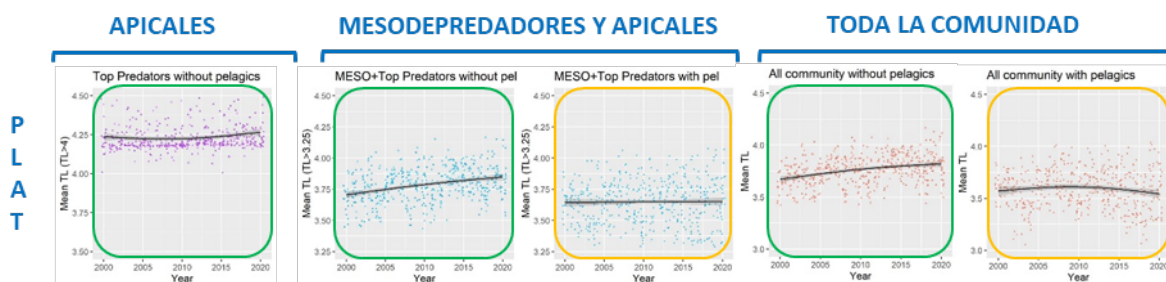 APICALES
MESODEPREDADORES Y APICALES
TODA LA COMUNIDAD
P
L
A
T
Top Predators without pelagics
Mean TL (TL>4)
4.50
4.25
4.00
3.75
3.50
2000 2005 2010 2015 2020
Year
MESO+Top Predators without pel
Mean TL (TL>3.25)
4.50
4.25
4.00
3.75
3.50
3.25
2000 2005 2010 2015 2020
Year
MESO+Top Predators with pel
Mean TL (TL>3.25)
4.50
4.25
4.00
3.75
3.50
3.25
2000 2005 2010 2015 2020
Year
All community without pelagics
Mean TL
4.5
4.0
3.5
3.0
2000 2005 2010 2015 2020
Year
All community with pelagics
Mean TL
4.5
4.0
3.5
3.0
2000 2005 2010 2015 2020
Year